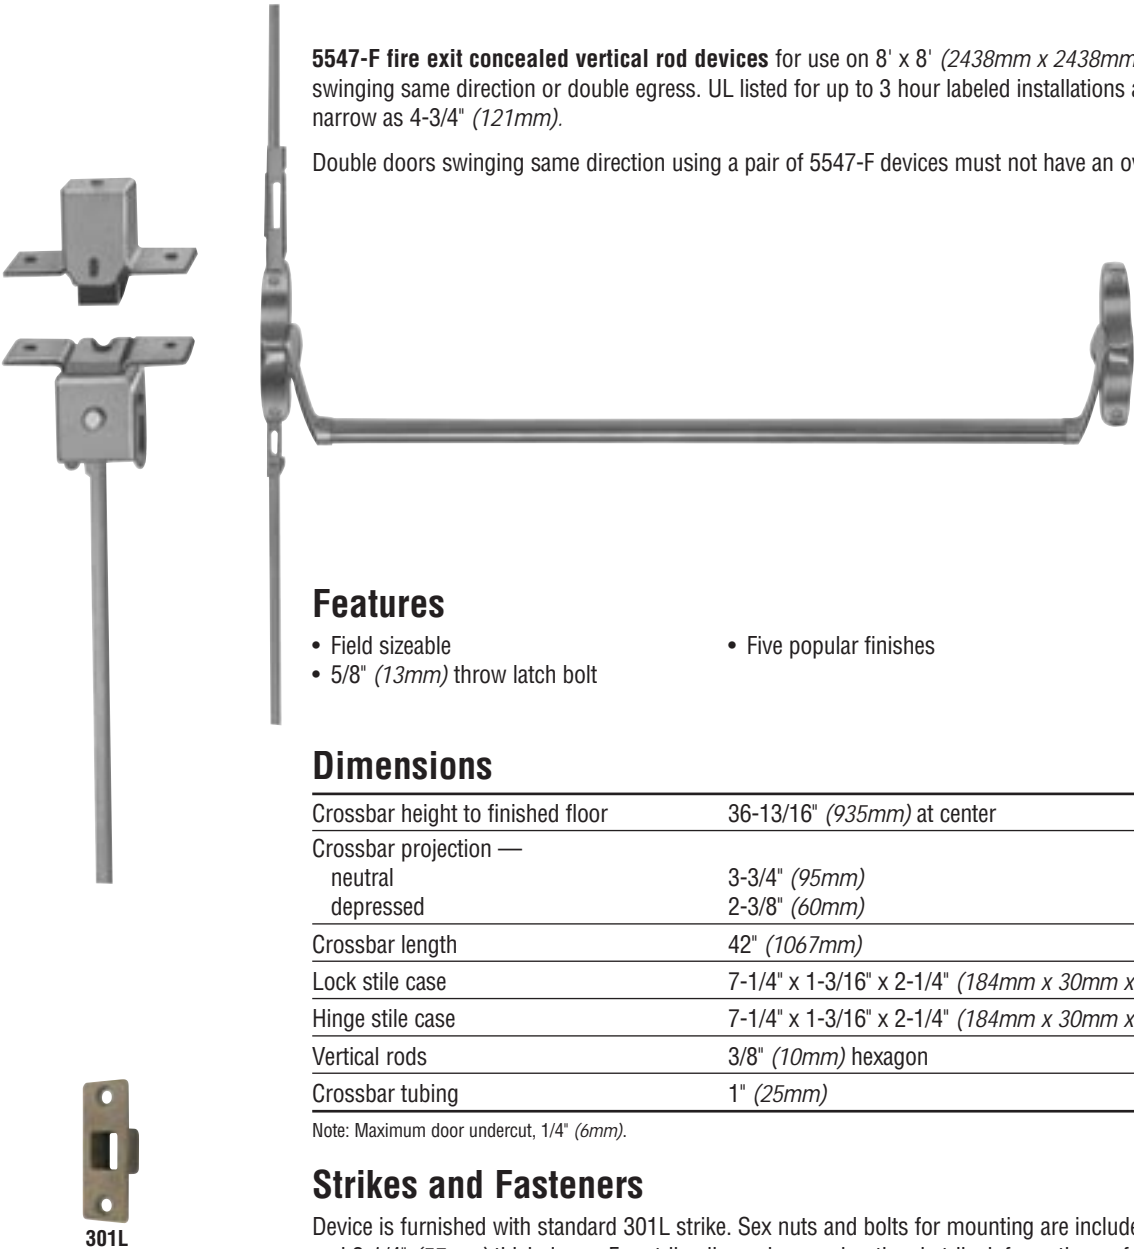 5547-F fire exit concealed vertical rod devices for use on 8' x 8' (2438mm x 2438mm
swinging same direction or double egress. UL listed for up to 3 hour labeled installations
narrow as 4-3/4" (121mm).
Double doors swinging same direction using a pair of 5547-F devices must not have an
Features
• Field sizeable
• 5/8" (13mm) throw latch bolt
• Five popular finishes
Dimensions
Crossbar height to finished floor 36-13/16" (935mm) at center
Crossbar projection —
neutral 3-3/4" (95mm)
depressed 2-3/8" (60mm)
Crossbar length 42" (1067mm)
Lock stile case 7-1/4" x 1-3/16" x 2-1/4" (184mm x 30mm x
Hinge stile case 7-1/4" x 1-3/16" x 2-1/4" (184mm x 30mm x
Vertical rods 3/8" (10mm) hexagon
Crossbar tubing 1" (25mm)
Note: Maximum door undercut, 1/4" (6mm).
Strikes and Fasteners
Device is furnished with standard 301L strike. Sex nuts and bolts for mounting are
301L